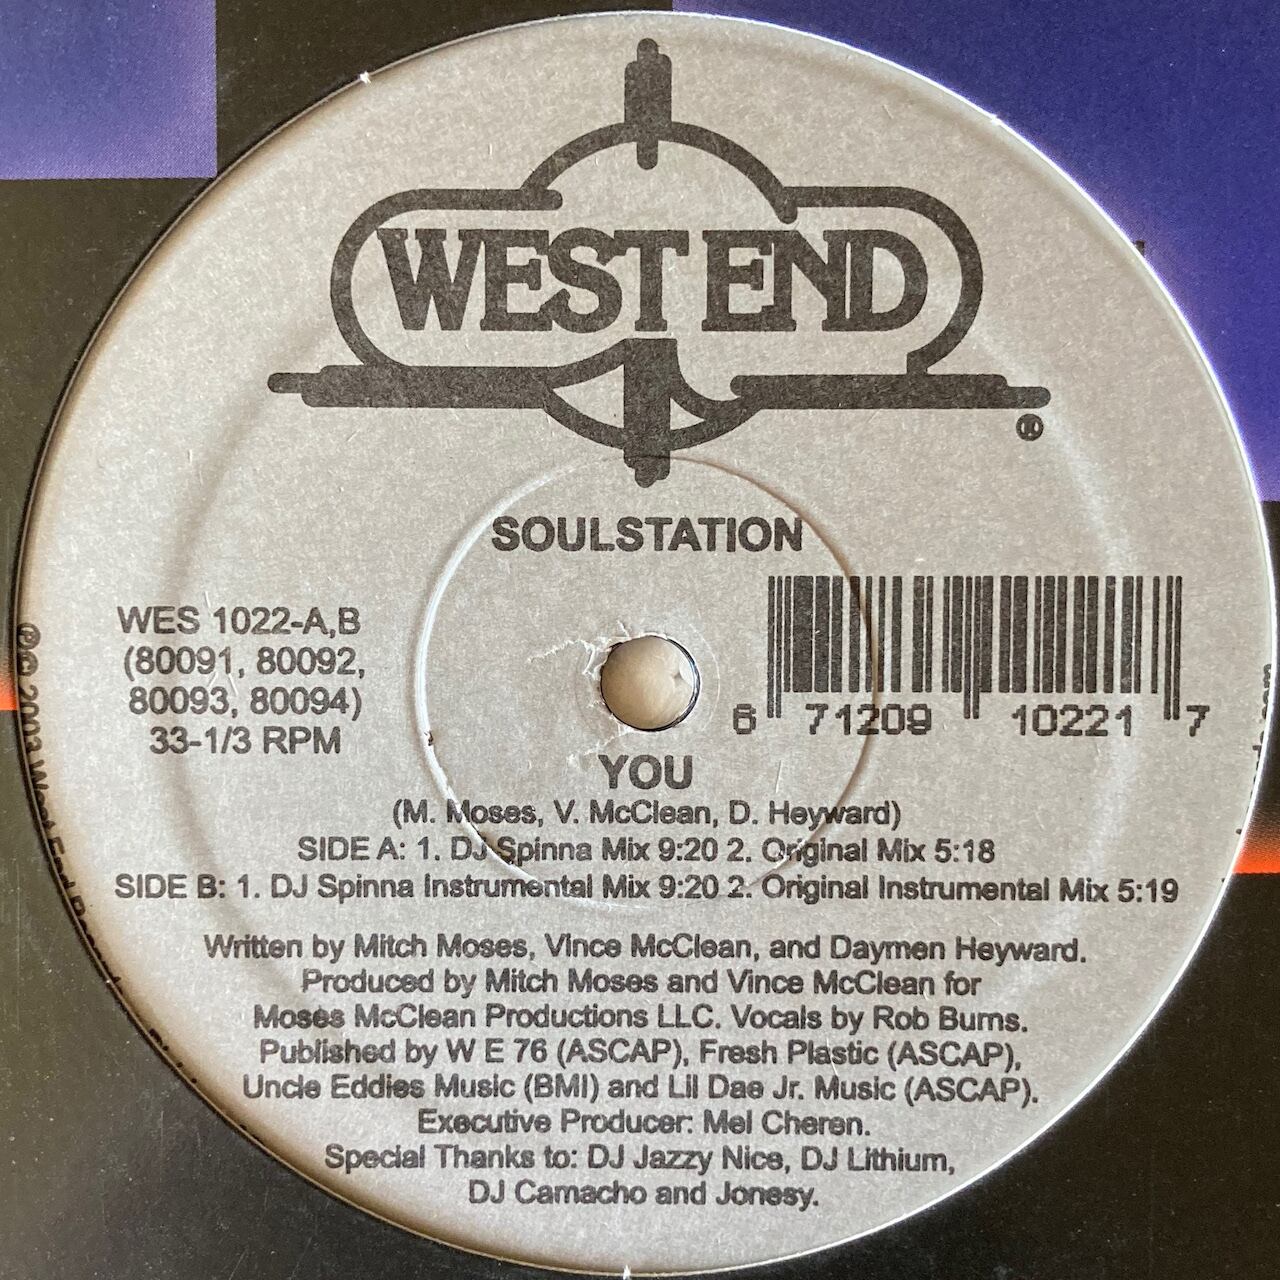 WEST END
®
SOULSTATION
WES 1022-A,B
(80091, 80092,
80093, 80094)
33-1/3 RPM
6 71209 10221 7
YOU
(M. Moses, V. McClean, D. Heyward)
SIDE A: 1. DJ Spinna Mix 9:20 2. Original Mix 5:18
SIDE B: 1. DJ Spinna Instrumental Mix 9:20 2. Original Instrumental Mix 5:19
Written by Mitch Moses, Vince McClean, and Daymen Heyward.
Produced by Mitch Moses and Vince McClean for
Moses McClean Productions LLC. Vocals by Rob Burns.
Published by W E 76 (ASCAP), Fresh Plastic (ASCAP),
Uncle Eddies Music (BMI) and Lil Dae Jr. Music (ASCAP).
Executive Producer: Mel Cheren.
Special Thanks to: DJ Jazzy Nice, DJ Lithium,
DJ Camacho and Jonesy.
℗© 2003 West End